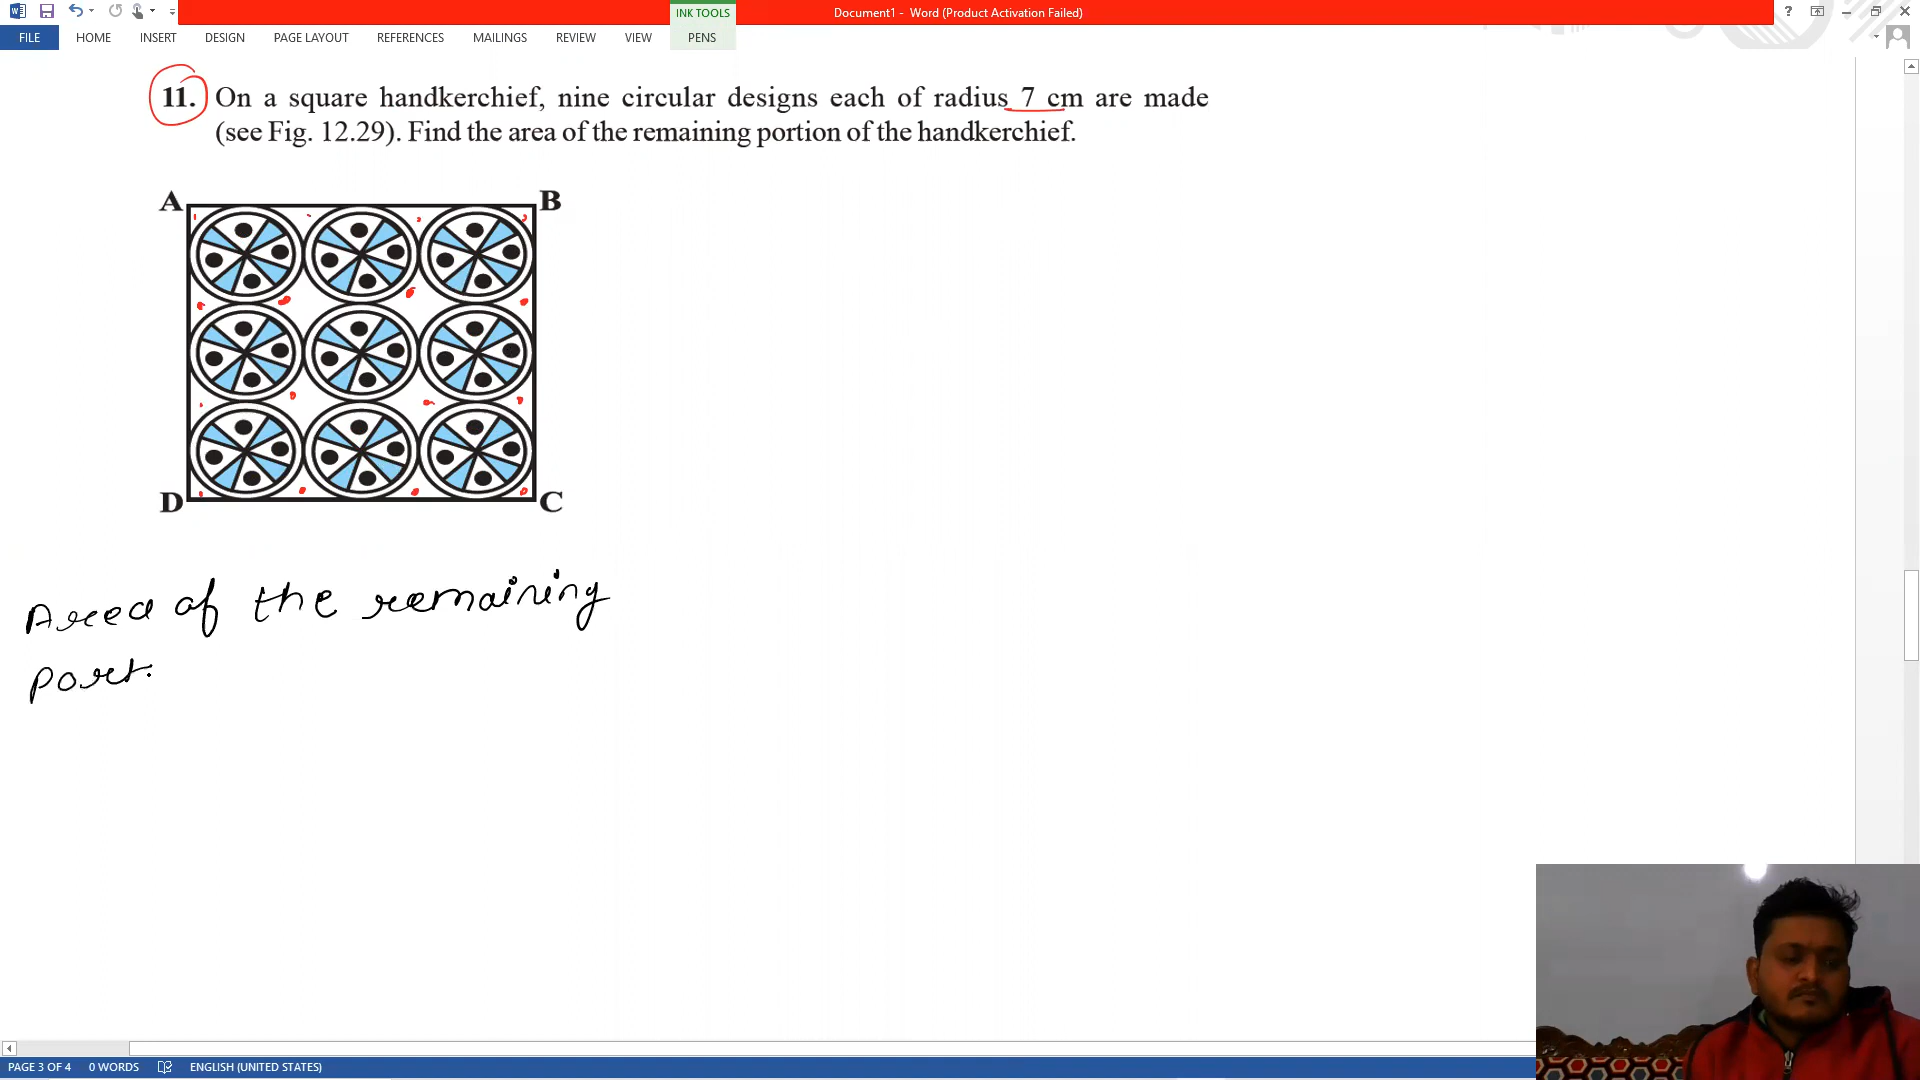 INK TOOLS
Document1 - Word (Product Activation Failed)
?
FILE HOME INSERT DESIGN PAGE LAYOUT REFERENCES MAILINGS REVIEW VIEW PENS
11. On a square handkerchief, nine circular designs each of radius 7 cm are made
(see Fig. 12.29). Find the area of the remaining portion of the handkerchief.
A B
D C
Area of the remaining
part.
PAGE 3 OF 4 0 WORDS ENGLISH (UNITED STATES)